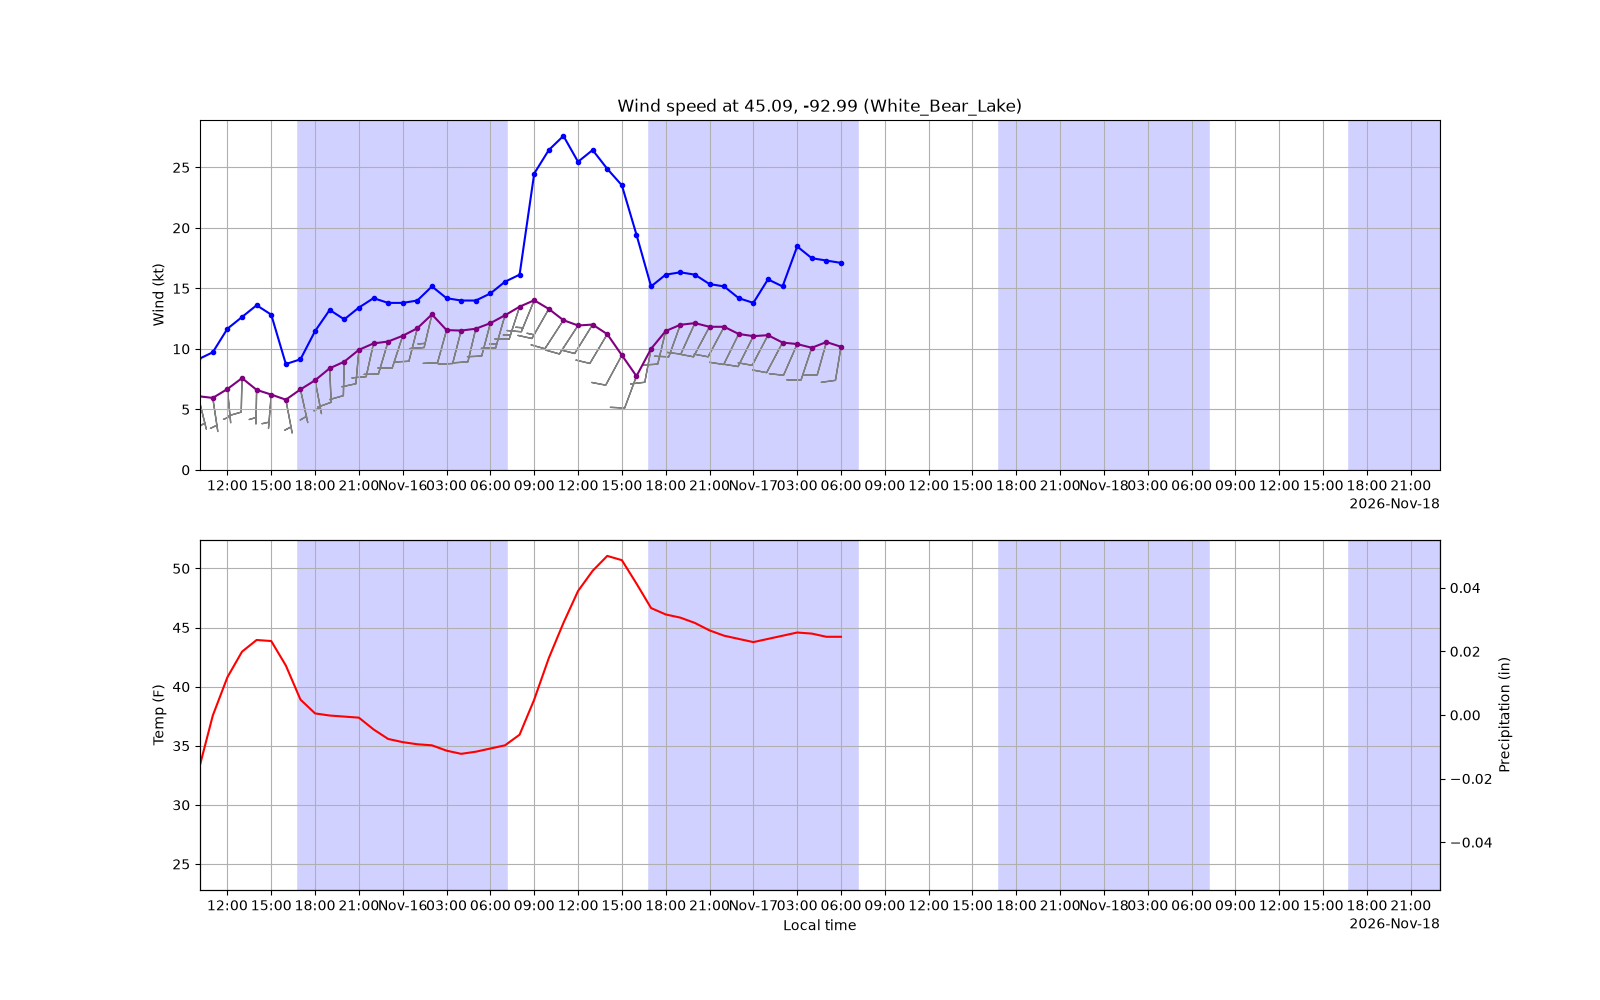 Wind speed at 45.09, -92.99 (White_Bear_Lake)
25
20
15
10
5
0
Wind (kt)
12:00 15:00 18:00 21:00 Nov-16 03:00 06:00 09:00 12:00 15:00 18:00 21:00 Nov-17 03:00 06:00 09:00 12:00 15:00 18:00 21:00 Nov-18 03:00 06:00 09:00 12:00 15:00 18:00 21:00
2026-Nov-18
50
45
40
35
30
25
Temp (F)
0.04
0.02
0.00
−0.02
−0.04
Precipitation (in)
12:00 15:00 18:00 21:00 Nov-16 03:00 06:00 09:00 12:00 15:00 18:00 21:00 Nov-17 03:00 06:00 09:00 12:00 15:00 18:00 21:00 Nov-18 03:00 06:00 09:00 12:00 15:00 18:00 21:00
Local time
2026-Nov-18